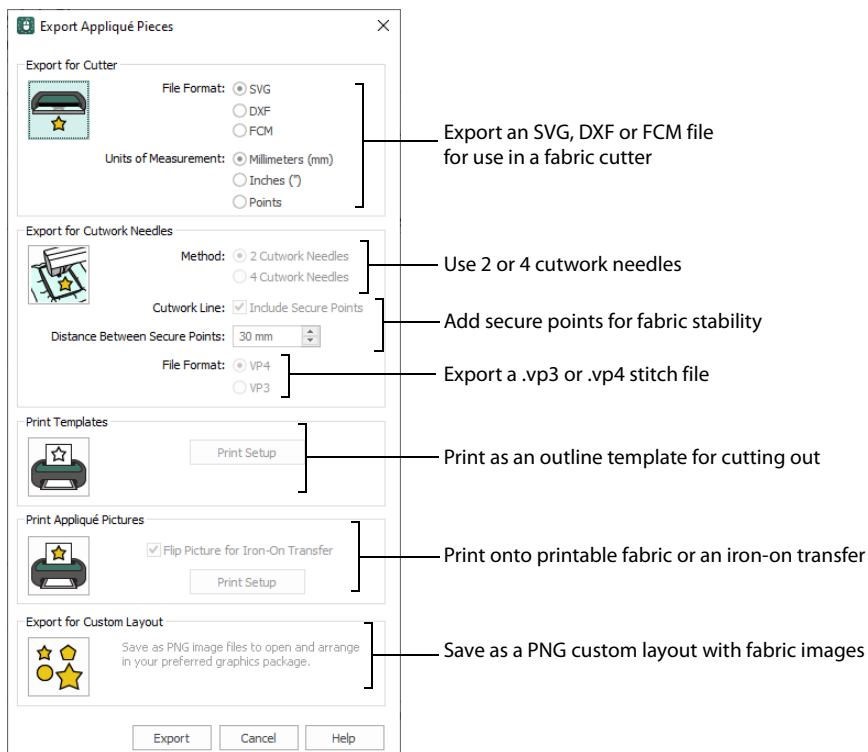 Export Appliqué Pieces
Export for Cutter
File Format: SVG
DXF
FCM
Units of Measurement: Millimeters (mm)
Inches (")
Points
Export an SVG, DXF or FCM file
for use in a fabric cutter
Export for Cutwork Needles
Method: 2 Cutwork Needles
4 Cutwork Needles
Use 2 or 4 cutwork needles
Cutwork Line: Include Secure Points
Distance Between Secure Points: 30 mm
Add secure points for fabric stability
File Format: VP4
VP3
Export a .vp3 or .vp4 stitch file
Print Templates
Print Setup
Print as an outline template for cutting out
Print Appliqué Pictures
Flip Picture for Iron-On Transfer
Print Setup
Print onto printable fabric or an iron-on transfer
Export for Custom Layout
Save as PNG image files to open and arrange
in your preferred graphics package.
Save as a PNG custom layout with fabric images
Export Cancel Help